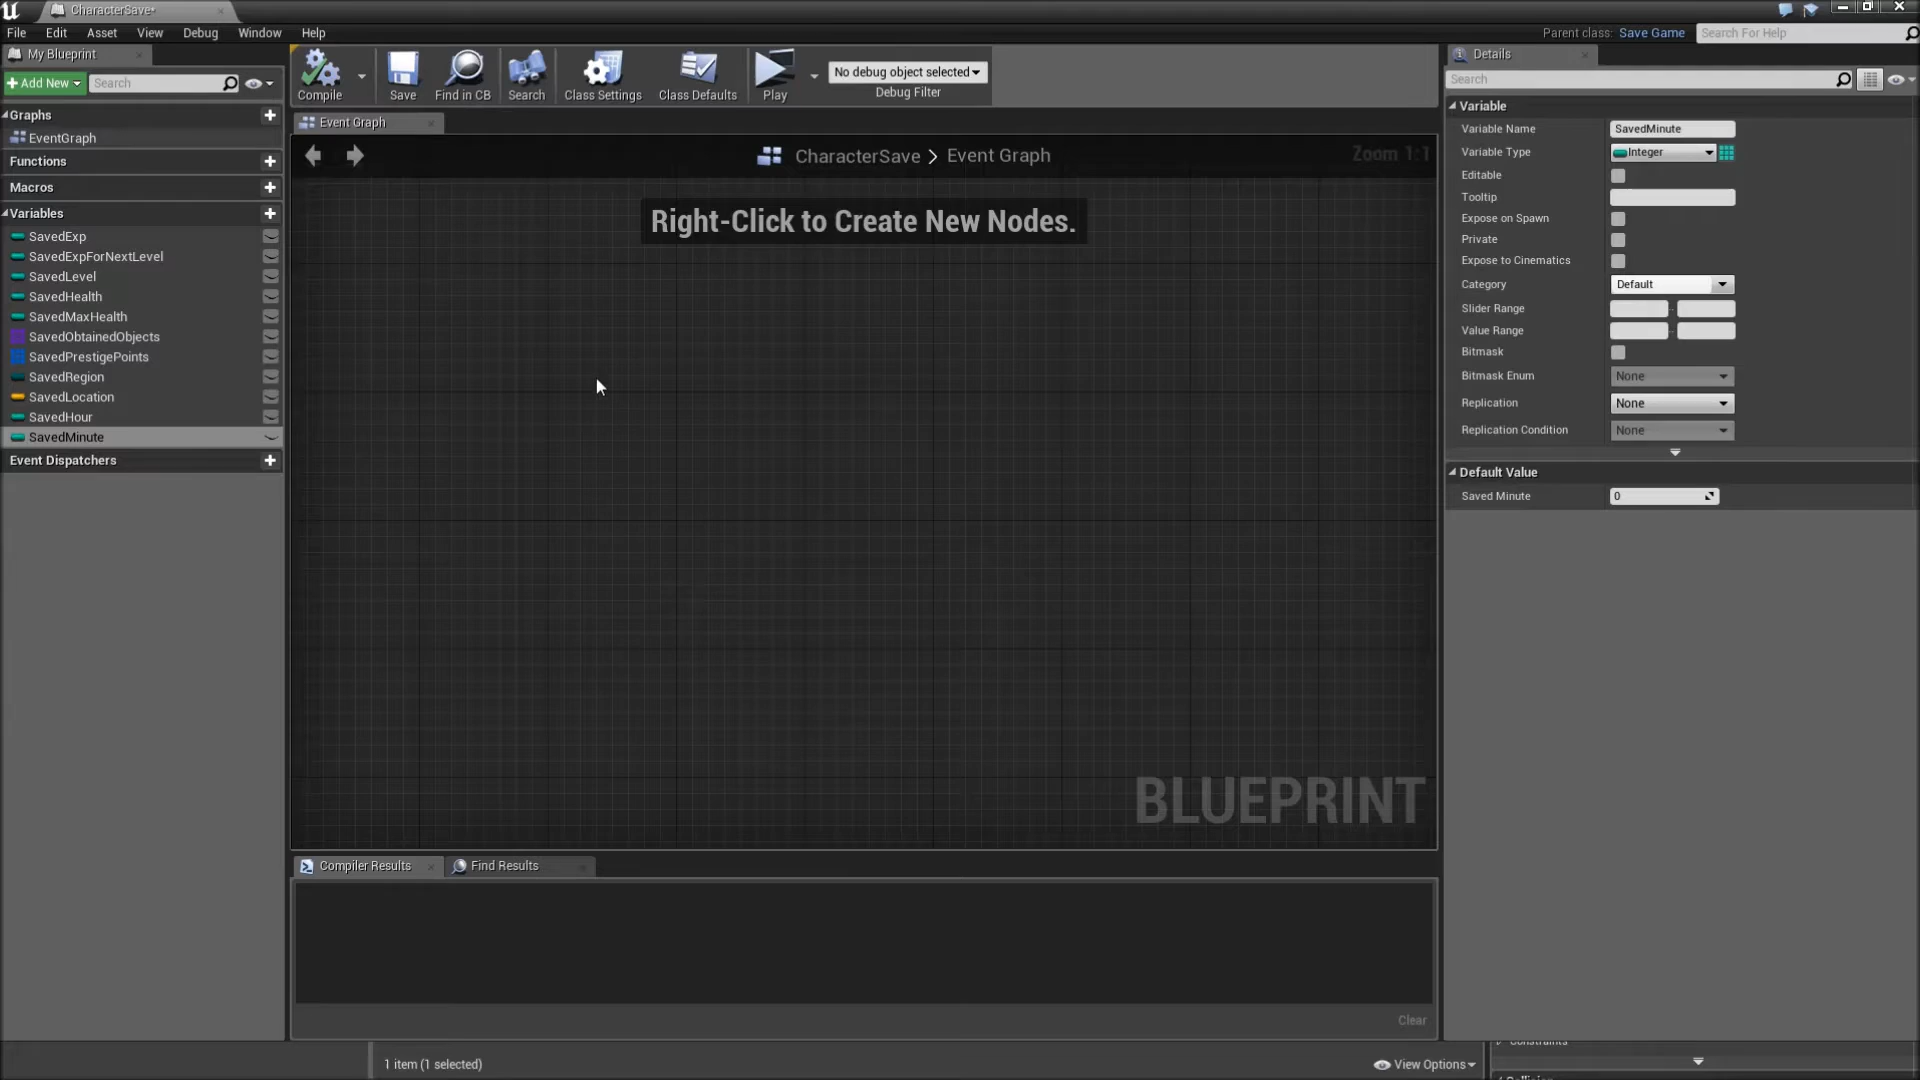 CharacterSave*
File Edit Asset View Debug Window Help
Parent class: Save Game Search For Help
My Blueprint
Add New Search
Compile Save Find in CB Search Class Settings Class Defaults Play
No debug object selected
Debug Filter
Graphs
EventGraph
Functions
Macros
Variables
SavedExp
SavedExpForNextLevel
SavedLevel
SavedHealth
SavedMaxHealth
SavedObtainedObjects
SavedPrestigePoints
SavedRegion
SavedLocation
SavedHour
SavedMinute
Event Dispatchers
Event Graph
CharacterSave > Event Graph
Zoom 1:1
Right-Click to Create New Nodes.
BLUEPRINT
Compiler Results Find Results
Clear
1 item (1 selected)
View Options
Details
Search
Variable
Variable Name SavedMinute
Variable Type Integer
Editable
Tooltip
Expose on Spawn
Private
Expose to Cinematics
Category Default
Slider Range
Value Range
Bitmask
Bitmask Enum None
Replication None
Replication Condition None
Default Value
Saved Minute 0
Constraints